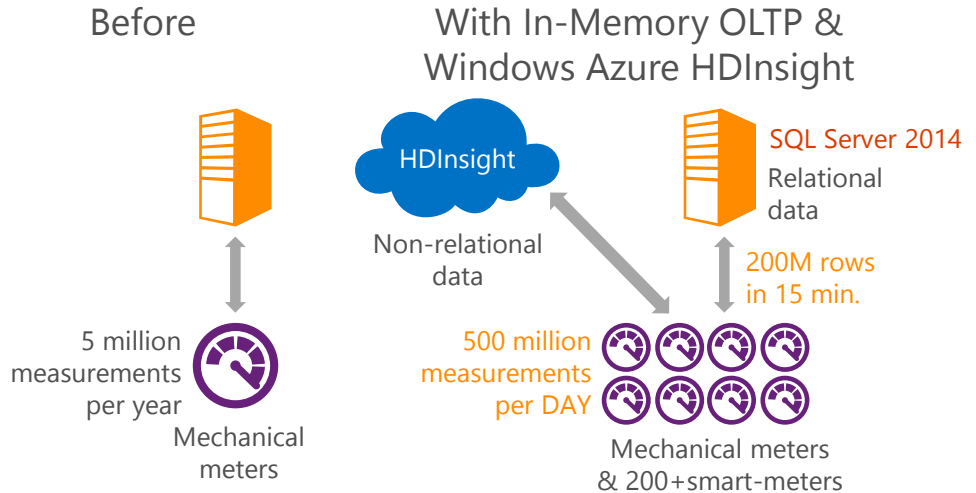 Before
With In-Memory OLTP &
Windows Azure HDInsight
HDInsight
SQL Server 2014
Relational
data
Non-relational
data
200M rows
in 15 min.
5 million
measurements
per year
Mechanical
meters
500 million
measurements
per DAY
Mechanical meters
& 200+smart-meters